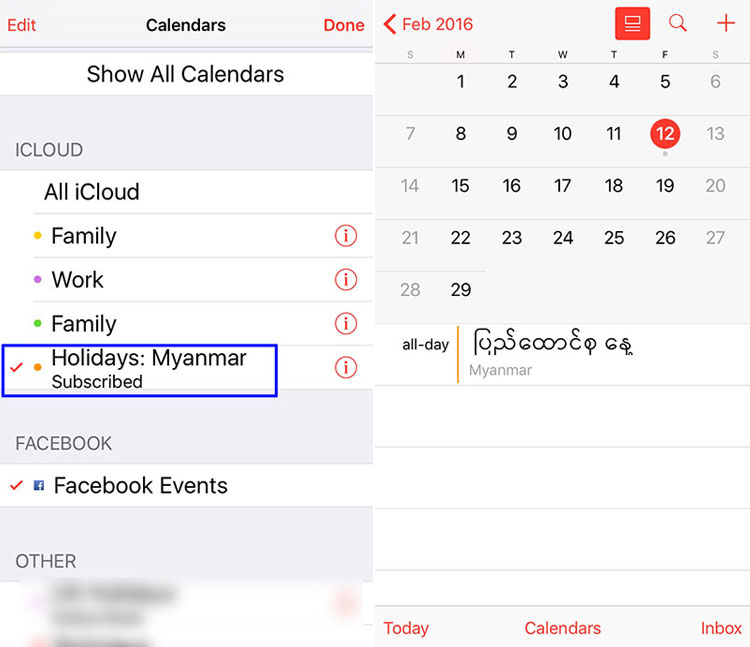 Edit Calendars Done
Show All Calendars
ICLOUD
All iCloud
Family
Work
Family
Holidays: Myanmar
Subscribed
FACEBOOK
Facebook Events
OTHER
Feb 2016
S M T W T F S
1 2 3 4 5 6
7 8 9 10 11 12 13
14 15 16 17 18 19 20
21 22 23 24 25 26 27
28 29
all-day ပြည်ထောင်စု နေ့
Myanmar
Today Calendars Inbox